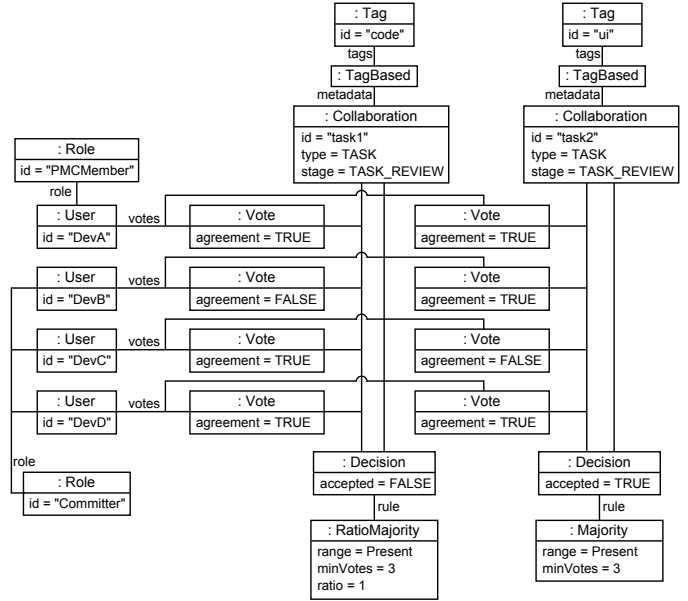 : Tag
id = "code"
tags
: TagBased
metadata
: Collaboration
id = "task1"
type = TASK
stage = TASK_REVIEW
: Tag
id = "ui"
tags
: TagBased
metadata
: Collaboration
id = "task2"
type = TASK
stage = TASK_REVIEW
: Role
id = "PMCMember"
role
: User
id = "DevA"
votes
: Vote
agreement = TRUE
: Vote
agreement = TRUE
: User
id = "DevB"
votes
: Vote
agreement = FALSE
: Vote
agreement = TRUE
: User
id = "DevC"
votes
: Vote
agreement = TRUE
: Vote
agreement = FALSE
: User
id = "DevD"
votes
: Vote
agreement = TRUE
: Vote
agreement = TRUE
role
: Role
id = "Committer"
: Decision
accepted = FALSE
rule
: RatioMajority
range = Present
minVotes = 3
ratio = 1
: Decision
accepted = TRUE
rule
: Majority
range = Present
minVotes = 3